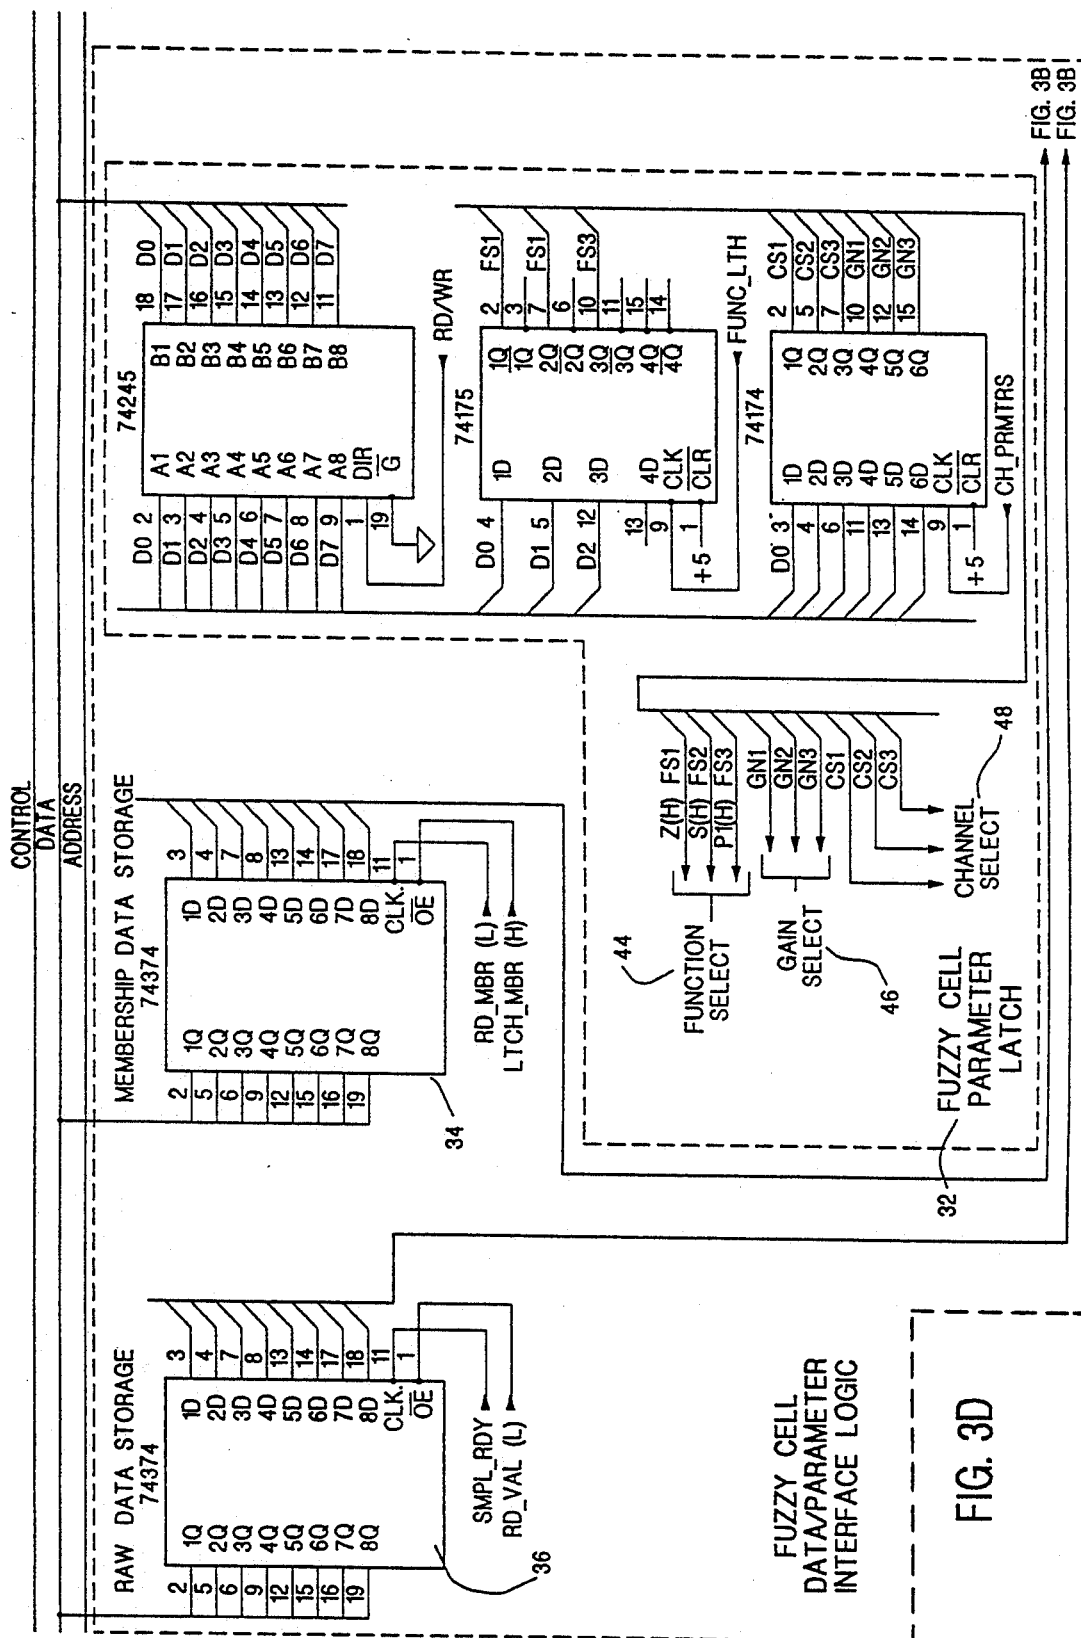 CONTROL
DATA
ADDRESS
RAW DATA STORAGE
74374
2
5
6
9
12
15
16
19
1Q
2Q
3Q
4Q
5Q
6Q
7Q
8Q
1D
2D
3D
4D
5D
6D
7D
8D
CLK
OE
3
4
7
8
13
14
17
18
11
1
SMPL_RDY
RD_VAL (L)
36
MEMBERSHIP DATA STORAGE
74374
2
5
6
9
12
15
16
19
1Q
2Q
3Q
4Q
5Q
6Q
7Q
8Q
1D
2D
3D
4D
5D
6D
7D
8D
CLK
OE
3
4
7
8
13
14
17
18
11
1
RD_MBR (L)
LTCH_MBR (H)
34
74245
D0 2
D1 3
D2 4
D3 5
D4 6
D5 7
D6 8
D7 9
1
19
A1
A2
A3
A4
A5
A6
A7
A8
DIR
G
B1
B2
B3
B4
B5
B6
B7
B8
18 D0
17 D1
16 D2
15 D3
14 D4
13 D5
12 D6
11 D7
RD/WR
74175
D0 4
D1 5
D2 12
13
9
1
+5
1D
2D
3D
4D
CLK
CLR
1Q
1Q
2Q
2Q
3Q
3Q
4Q
4Q
2 FS1
3
7 FS1
6
10 FS3
11
15
14
FUNC_LTH
74174
D0 3
4
6
11
13
14
9
1
+5
1D
2D
3D
4D
5D
6D
CLK
CLR
1Q
2Q
3Q
4Q
5Q
6Q
2 CS1
5 CS2
7 CS3
10 GN1
12 GN2
15 GN3
CH_PRMTRS
Z(H) FS1
S(H) FS2
P1(H) FS3
GN1
GN2
GN3
CS1
CS2
CS3
44
FUNCTION
SELECT
GAIN
SELECT
46
CHANNEL
SELECT
48
32
FUZZY CELL
PARAMETER
LATCH
FIG. 3B
FIG. 3B
FUZZY CELL
DATA/PARAMETER
INTERFACE LOGIC
FIG. 3D